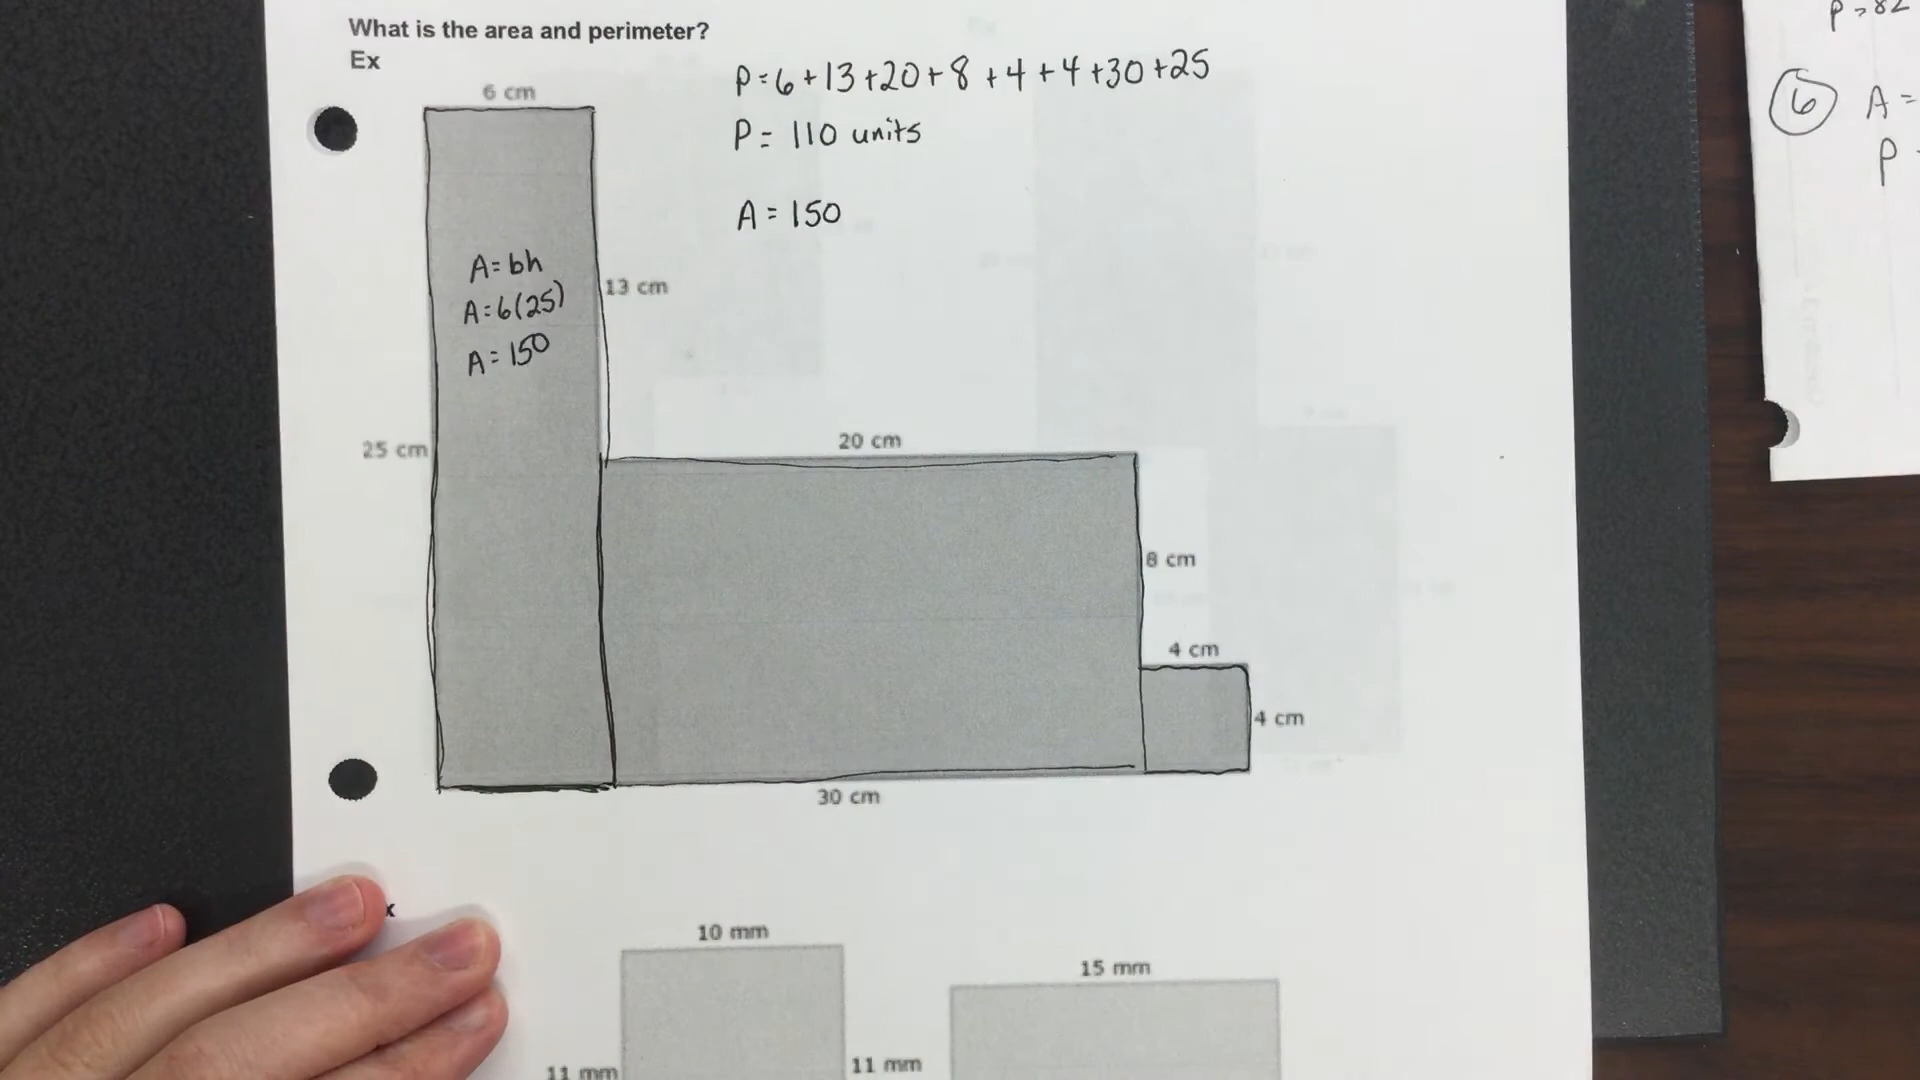 What is the area and perimeter?
Ex
6 cm
P=6+13+20+8+4+4+30+25
P= 110 units
A=150
A=bh
A=6(25)
A=150
13 cm
25 cm
20 cm
8 cm
4 cm
4 cm
30 cm
x
10 mm
15 mm
11 mm
11 mm
6 A=
P